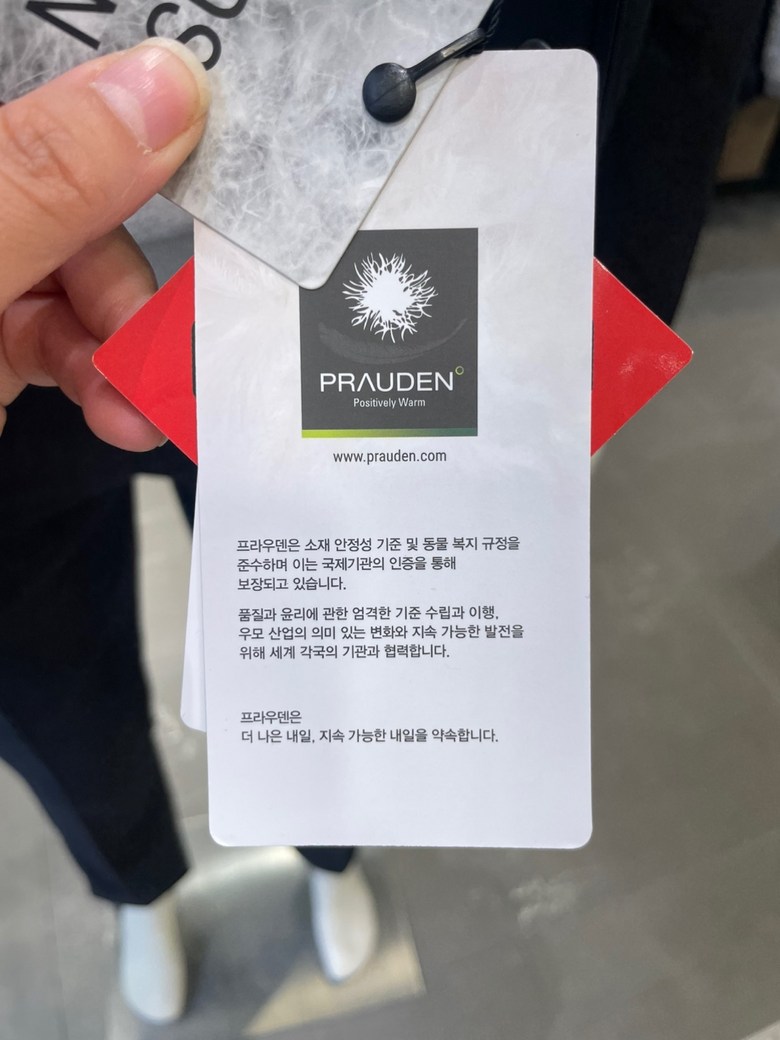 PRAUDEN
Positively Warm
www.prauden.com
프라우덴은 소재 안정성 기준 및 동물 복지 규정을
준수하며 이는 국제기관의 인증을 통해
보장되고 있습니다.
품질과 윤리에 관한 엄격한 기준 수립과 이행,
우모 산업의 의미 있는 변화와 지속 가능한 발전을
위해 세계 각국의 기관과 협력합니다.
프라우덴은
더 나은 내일, 지속 가능한 내일을 약속합니다.